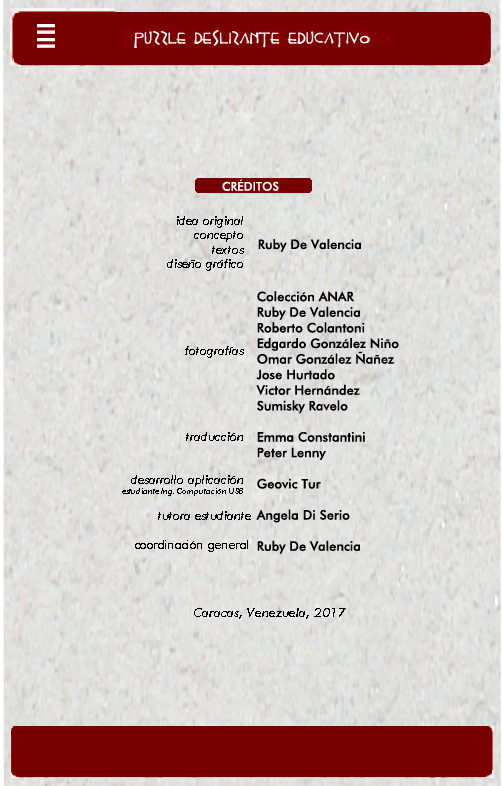 PUZZLE DESLIZANTE EDUCATIVO
CRÉDITOS
idea original
concepto
textos
diseño gráfico
Ruby De Valencia
fotografías
Colección ANAR
Ruby De Valencia
Roberto Colantoni
Edgardo González Niño
Omar González Ñañez
Jose Hurtado
Victor Hernández
Sumisky Ravelo
traducción
Emma Constantini
Peter Lenny
desarrollo aplicación
estudiante Ing. Computación USB
Geovic Tur
tutora estudiante Angela Di Serio
coordinación general Ruby De Valencia
Caracas, Venezuela, 2017